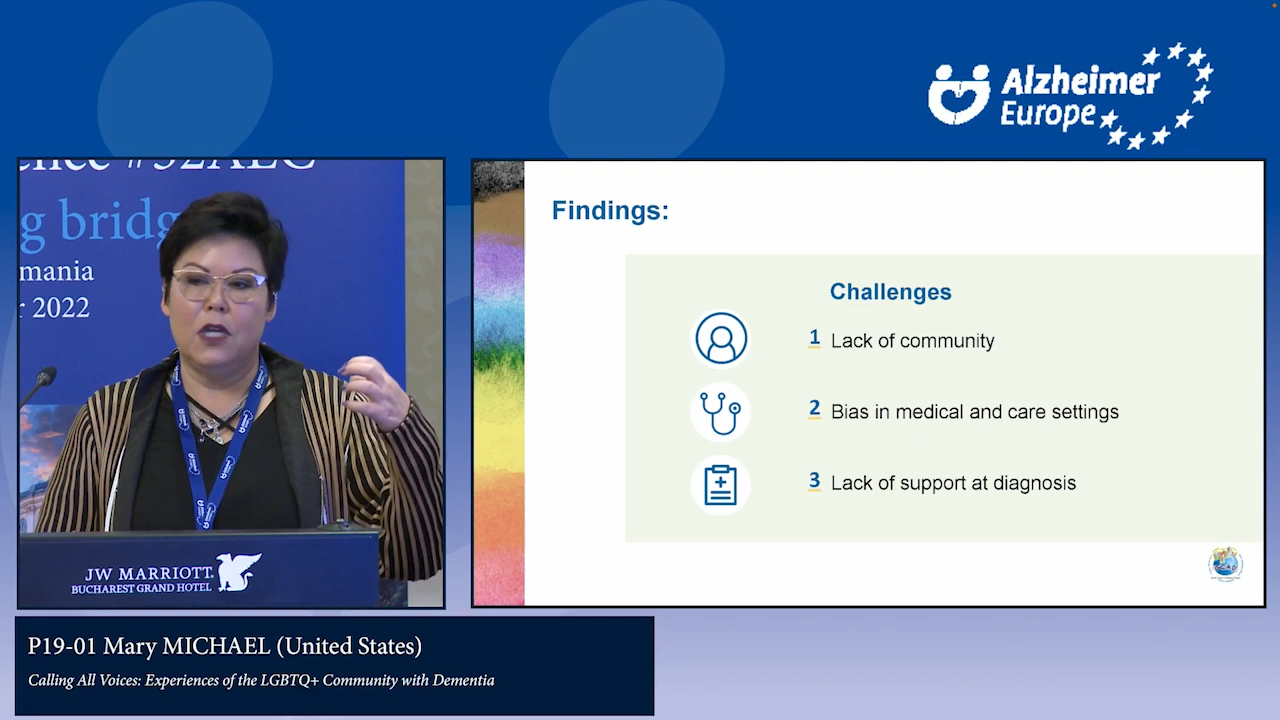 Alzheimer
Europe
#32AEC
g bridg
mania
r 2022
JW MARRIOTT
BUCHAREST GRAND HOTEL
Findings:
Challenges
1 Lack of community
2 Bias in medical and care settings
3 Lack of support at diagnosis
P19-01 Mary MICHAEL (United States)
Calling All Voices: Experiences of the LGBTQ+ Community with Dementia